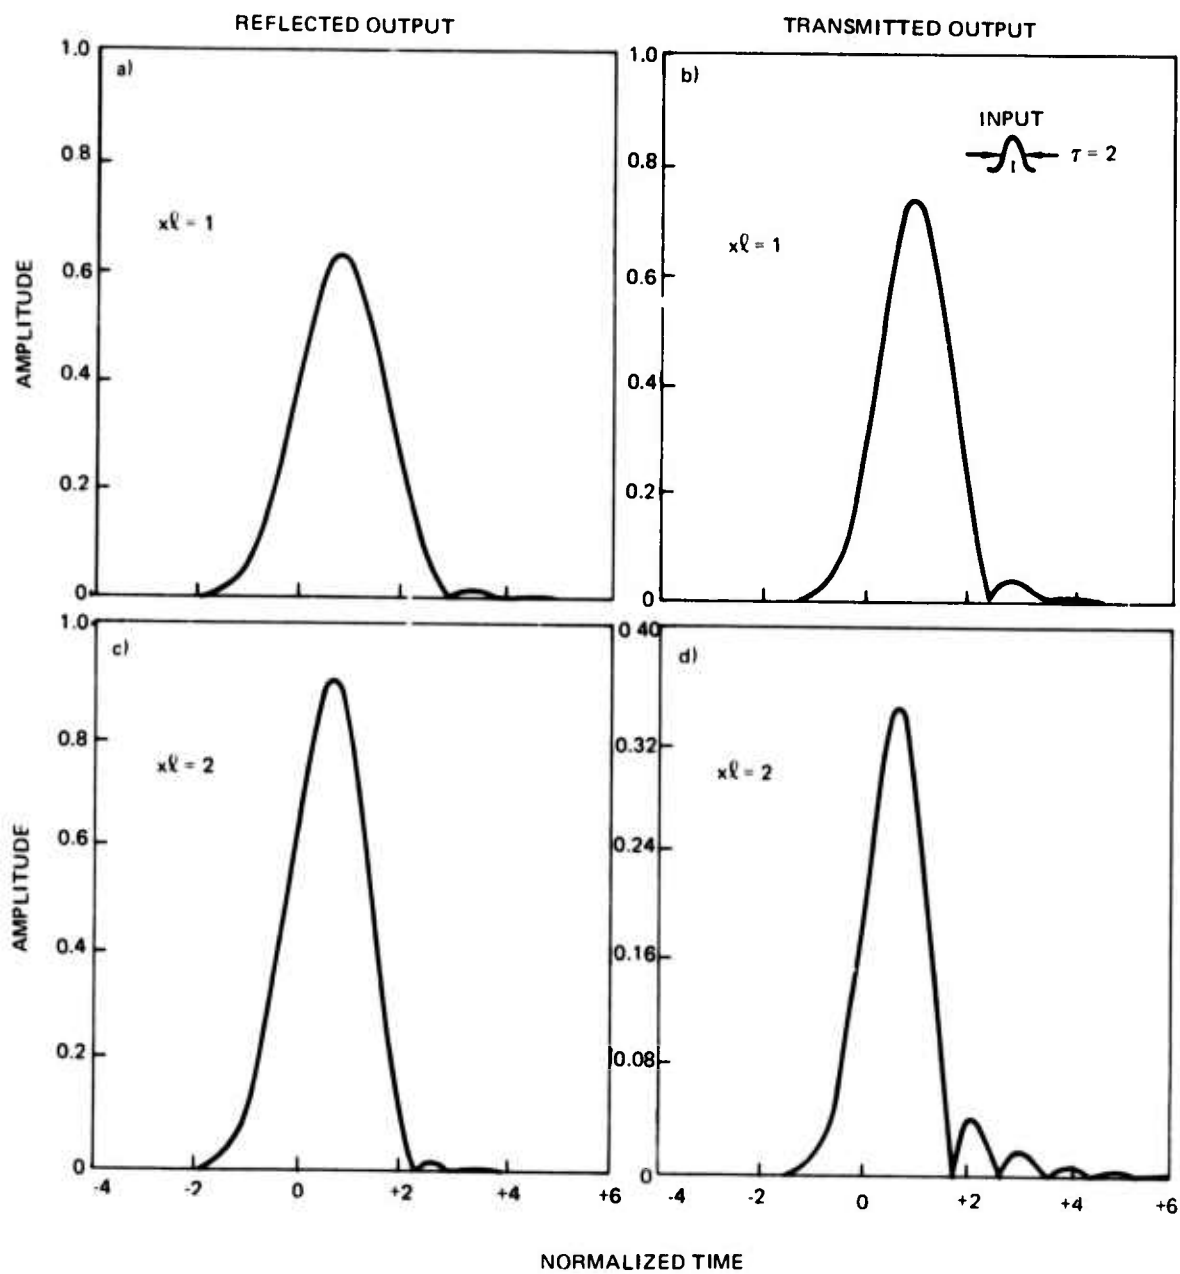 REFLECTED OUTPUT
TRANSMITTED OUTPUT
1.0
a)
0.8
xℓ = 1
0.6
0.4
0.2
0
AMPLITUDE
1.0
b)
INPUT
τ = 2
0.8
xℓ = 1
0.6
0.4
0.2
0
1.0
c)
0.8
xℓ = 2
0.6
0.4
0.2
0
AMPLITUDE
-4 -2 0 +2 +4 +6
0 40
d)
0.32
xℓ = 2
0.24
0.16
0.08
0
-4 -2 0 +2 +4 +6
NORMALIZED TIME